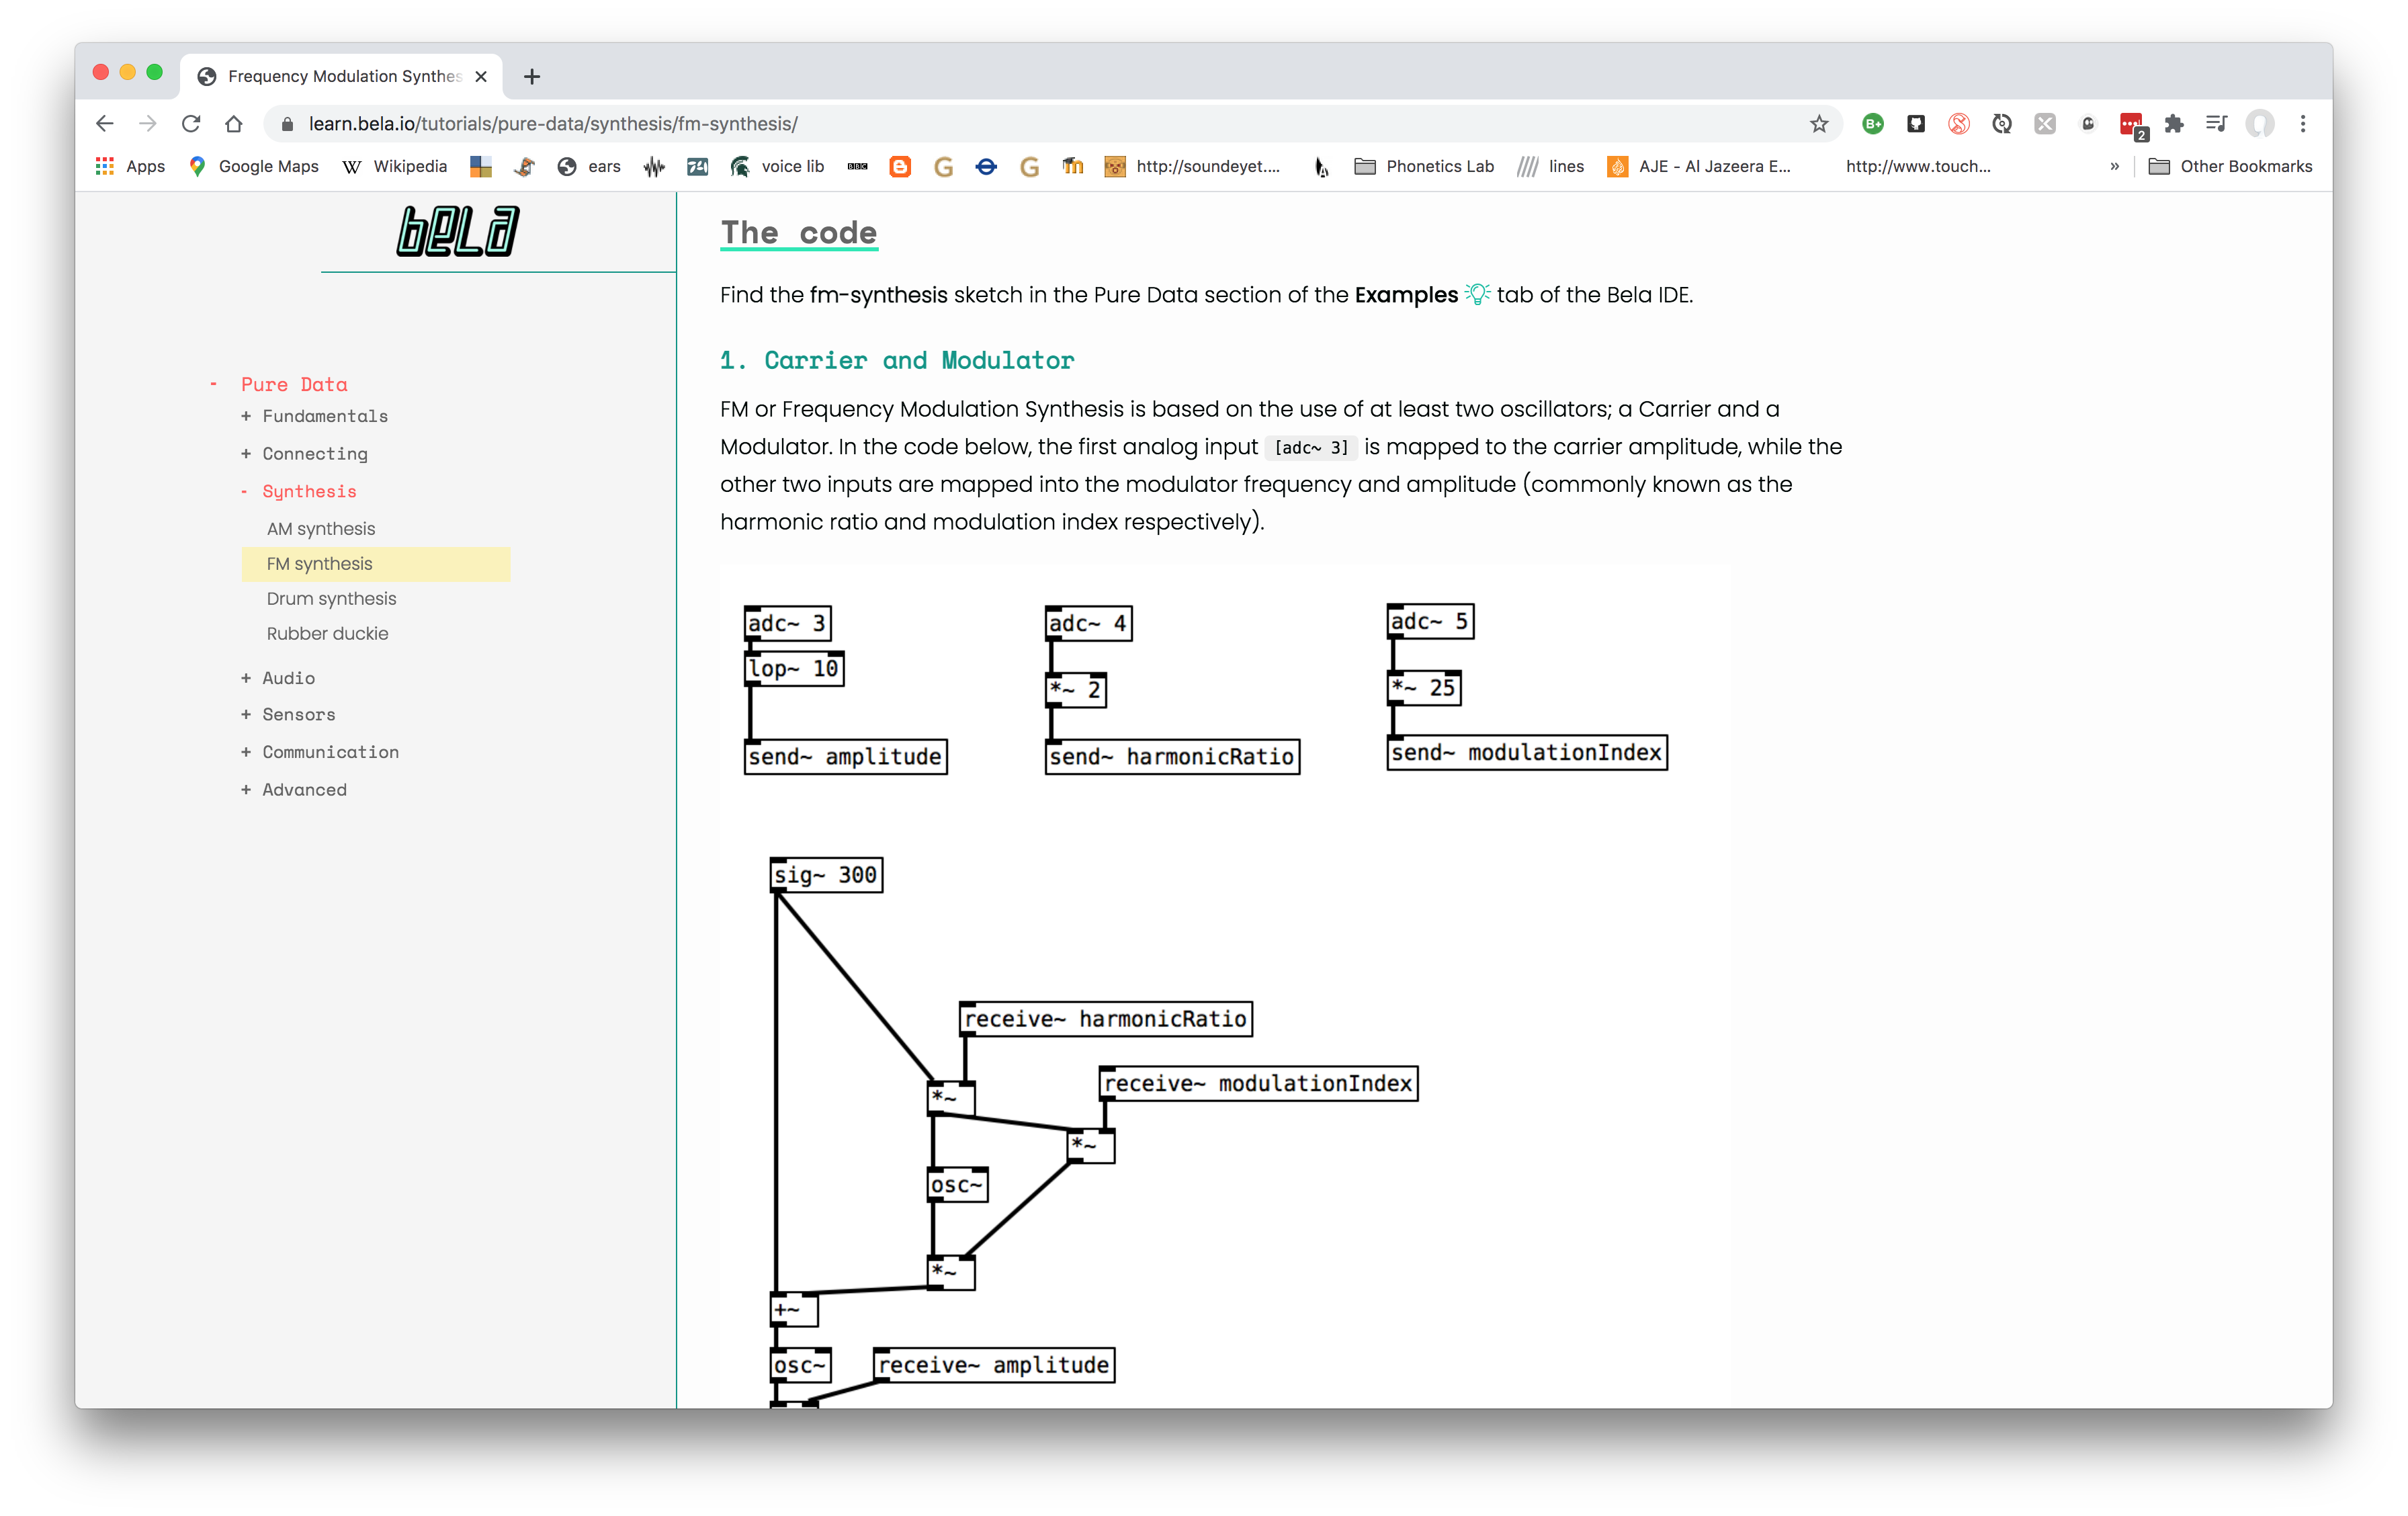 Frequency Modulation Synthes
learn.bela.io/tutorials/pure-data/synthesis/fm-synthesis/
B+
2
Apps
Google Maps
W Wikipedia
ears
voice lib
BBC
G
G
http://soundeyet....
Phonetics Lab
lines
AJE - Al Jazeera E...
http://www.touch...
»
Other Bookmarks
bela
- Pure Data
+ Fundamentals
+ Connecting
- Synthesis
AM synthesis
FM synthesis
Drum synthesis
Rubber duckie
+ Audio
+ Sensors
+ Communication
+ Advanced
The code
Find the fm-synthesis sketch in the Pure Data section of the Examples tab of the Bela IDE.
1. Carrier and Modulator
FM or Frequency Modulation Synthesis is based on the use of at least two oscillators; a Carrier and a
Modulator. In the code below, the first analog input [adc~ 3] is mapped to the carrier amplitude, while the
other two inputs are mapped into the modulator frequency and amplitude (commonly known as the
harmonic ratio and modulation index respectively).
adc~ 3
lop~ 10
send~ amplitude
adc~ 4
*~ 2
send~ harmonicRatio
adc~ 5
*~ 25
send~ modulationIndex
sig~ 300
receive~ harmonicRatio
receive~ modulationIndex
*~
*~
osc~
*~
+~
osc~
receive~ amplitude